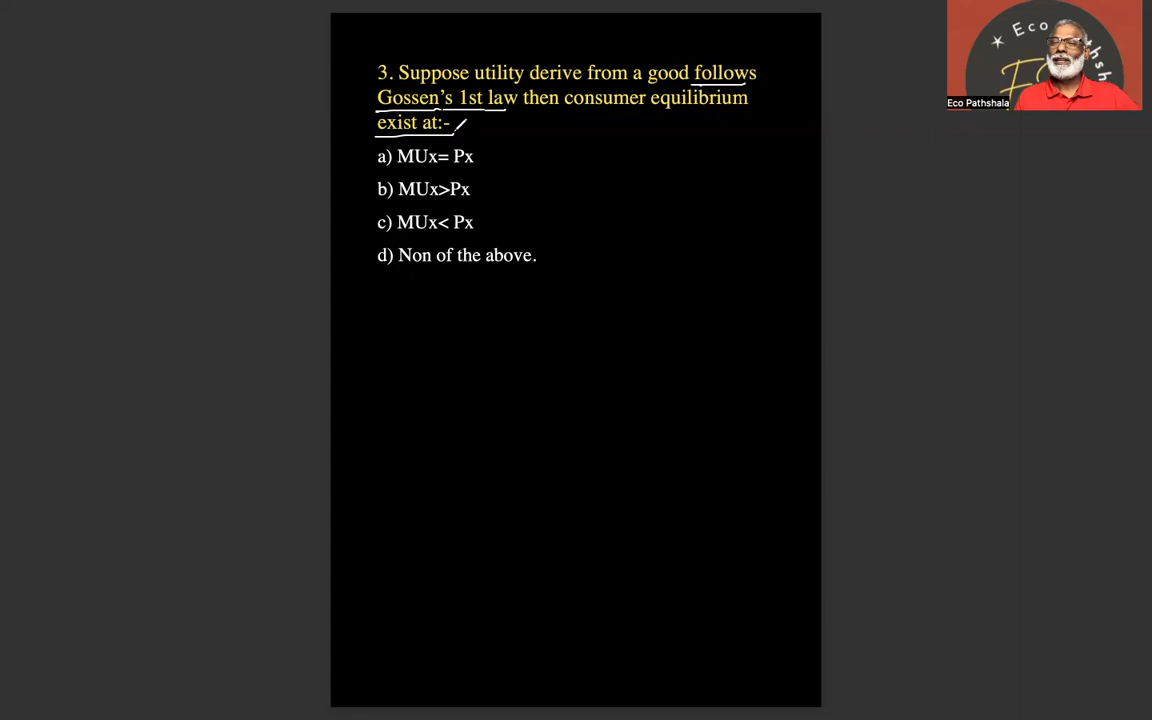 3. Suppose utility derive from a good follows
Gossen's 1st law then consumer equilibrium
exist at:-
a) MUx= Px
b) MUx>Px
c) MUx< Px
d) Non of the above.
Eco
Eco Pathshala